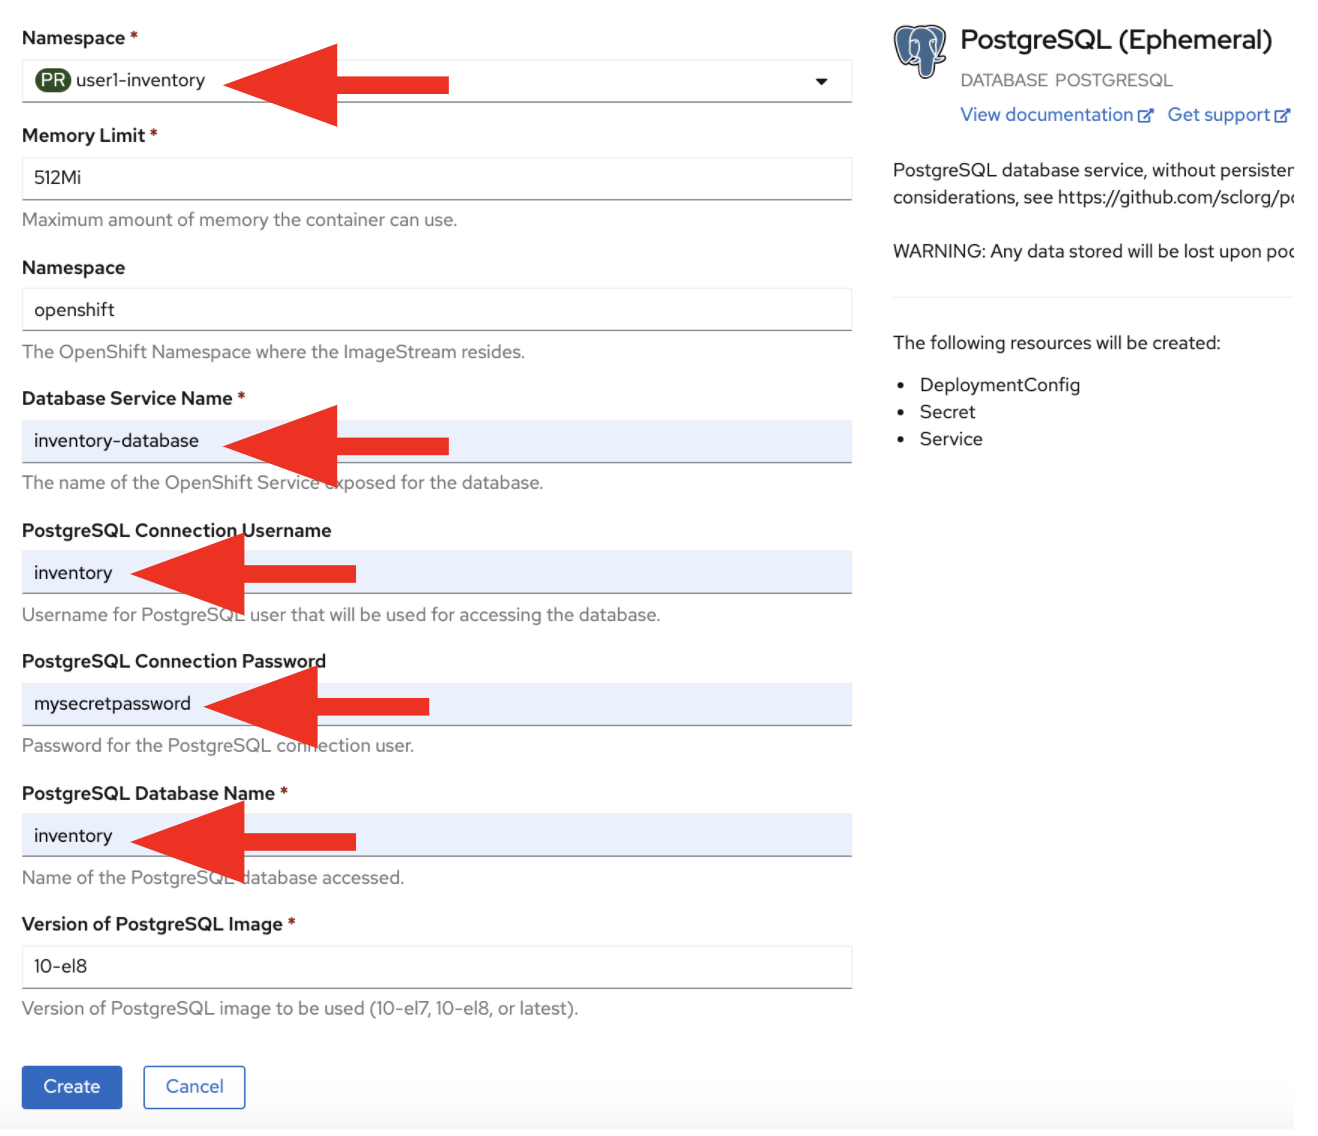 Namespace *
PR user1-inventory
Memory Limit *
512Mi
Maximum amount of memory the container can use.
Namespace
openshift
The OpenShift Namespace where the ImageStream resides.
Database Service Name *
inventory-database
The name of the OpenShift Service exposed for the database.
PostgreSQL Connection Username
inventory
Username for PostgreSQL user that will be used for accessing the database.
PostgreSQL Connection Password
mysecretpassword
Password for the PostgreSQL connection user.
PostgreSQL Database Name *
inventory
Name of the PostgreSQL database accessed.
Version of PostgreSQL Image *
10-el8
Version of PostgreSQL image to be used (10-el7, 10-el8, or latest).
Create Cancel
PostgreSQL (Ephemeral)
DATABASE POSTGRESQL
View documentation Get support
PostgreSQL database service, without
considerations, see https://github.com/sclorg/
WARNING: Any data stored will be lost upon
The following resources will be created:
• DeploymentConfig
• Secret
• Service